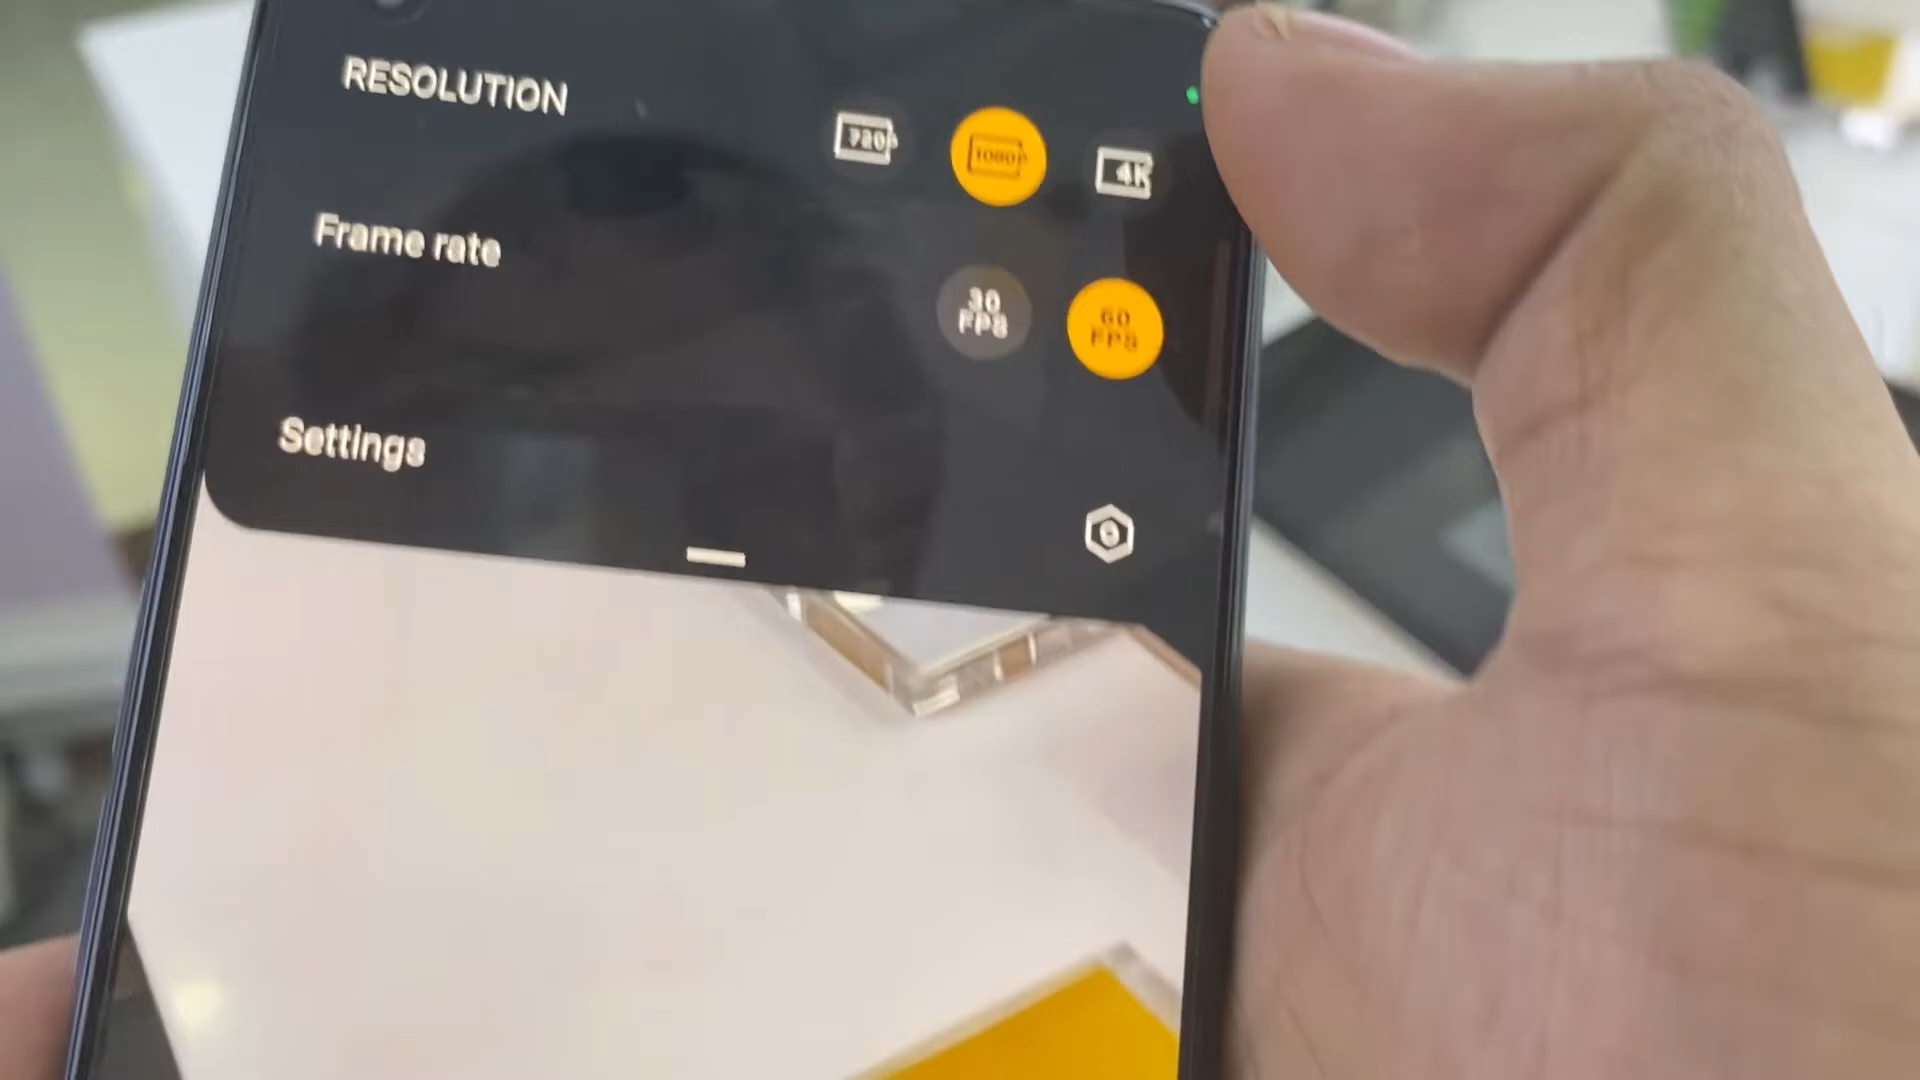 RESOLUTION
720P
1080P
4K
Frame rate
30
FPS
60
FPS
Settings